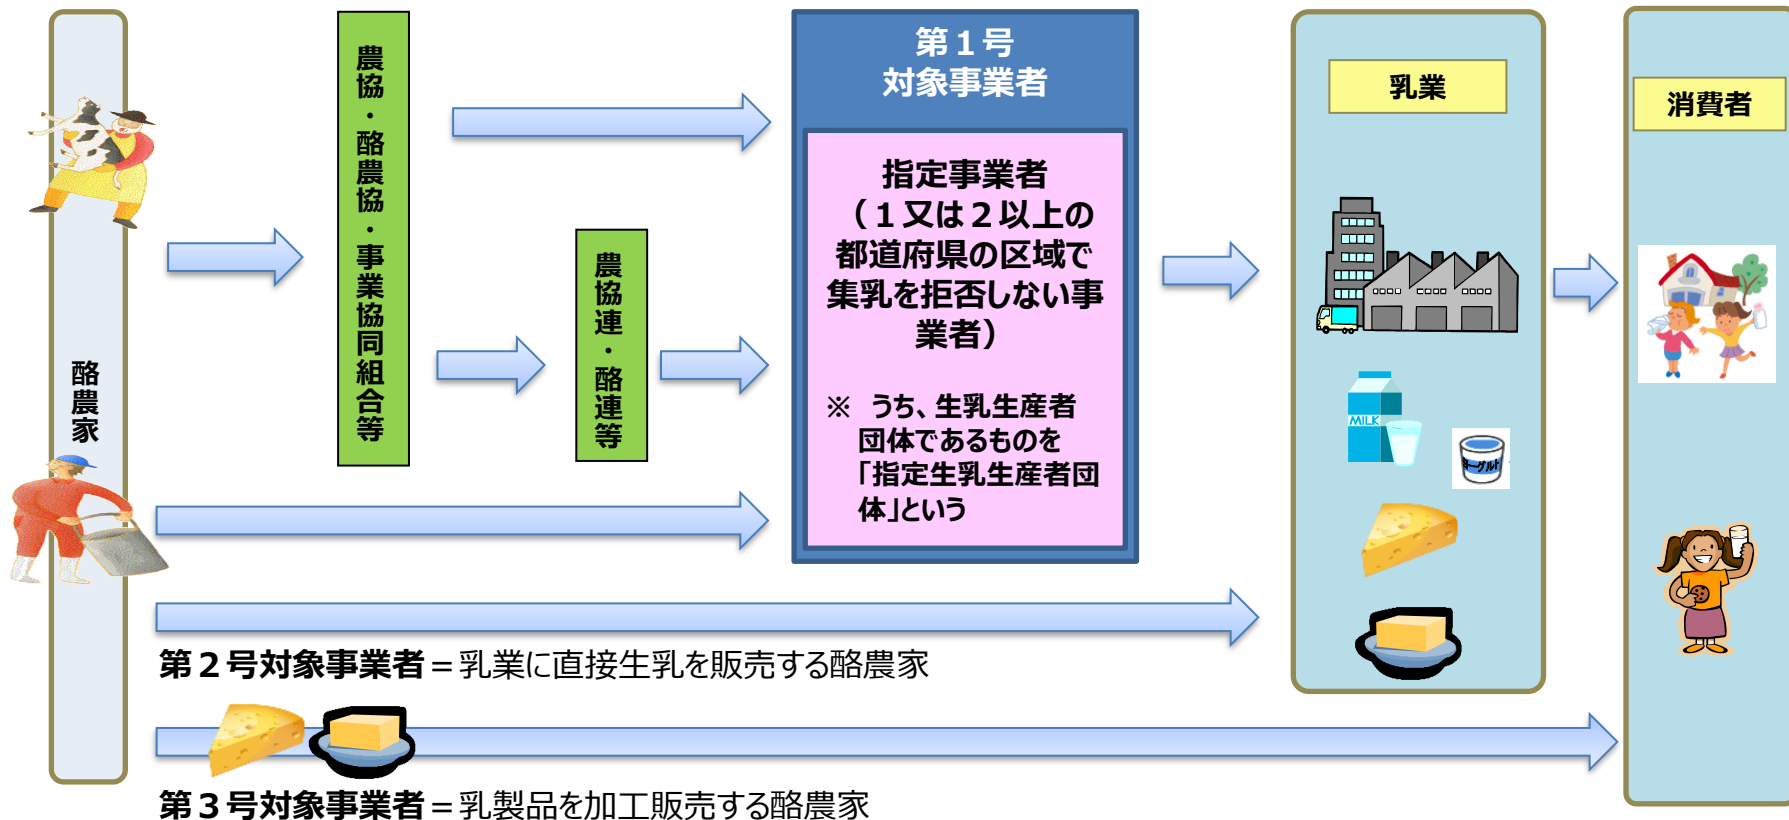 酪農家
農協・酪農協・事業協同組合等
農協連・酪連等
第１号
対象事業者
指定事業者
（１又は２以上の
都道府県の区域で
集乳を拒否しない事
業者）
※　うち、生乳生産者
団体であるものを
「指定生乳生産者団
体」という
乳業
MILK
ヨーグルト
消費者
第２号対象事業者＝乳業に直接生乳を販売する酪農家
第３号対象事業者＝乳製品を加工販売する酪農家